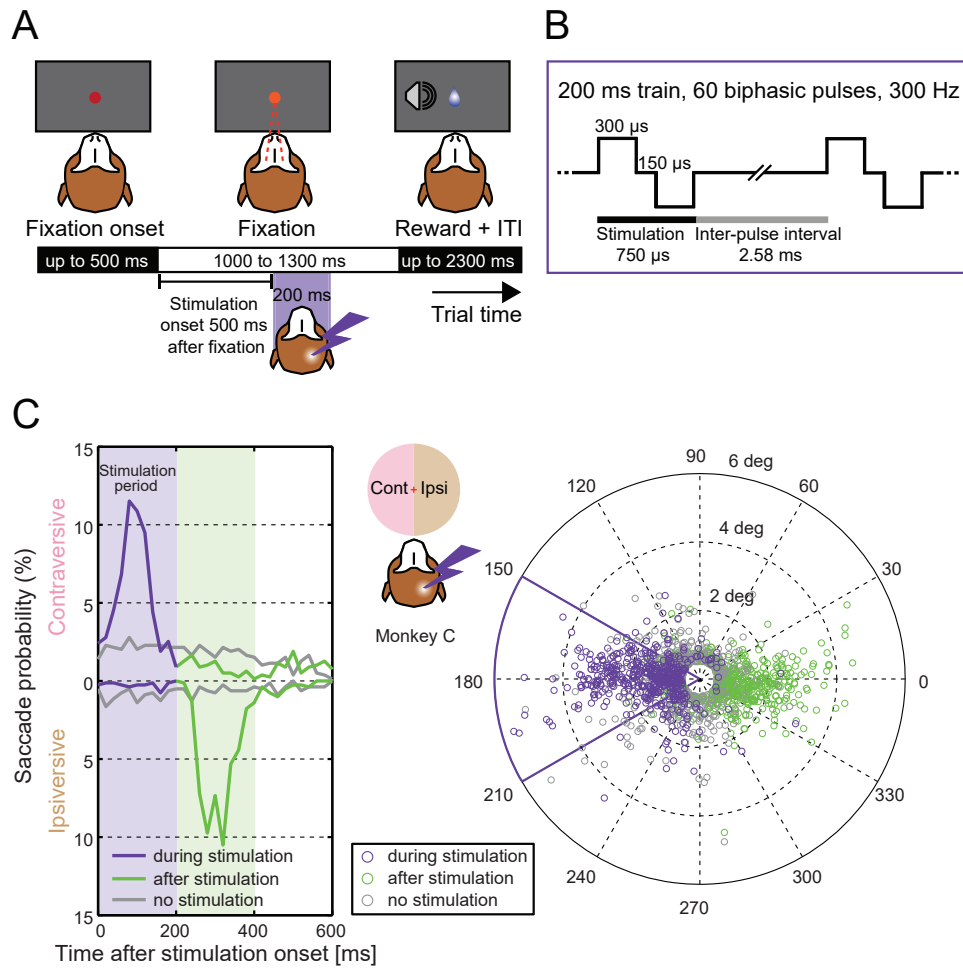 A
Fixation onset
Fixation
Reward + ITI
up to 500 ms
1000 to 1300 ms
up to 2300 ms
Stimulation
onset 500 ms
after fixation
200 ms
Trial time
B
200 ms train, 60 biphasic pulses, 300 Hz
300 µs
150 µs
Stimulation
750 µs
Inter-pulse interval
2.58 ms
C
Saccade probability (%)
Contraversive
Ipsiversive
15
10
5
0
5
10
15
Stimulation
period
during stimulation
after stimulation
no stimulation
0
200
400
600
Time after stimulation onset [ms]
Cont + Ipsi
Monkey C
during stimulation
after stimulation
no stimulation
90
6 deg
120
60
4 deg
150
30
2 deg
180
0
210
330
240
300
270